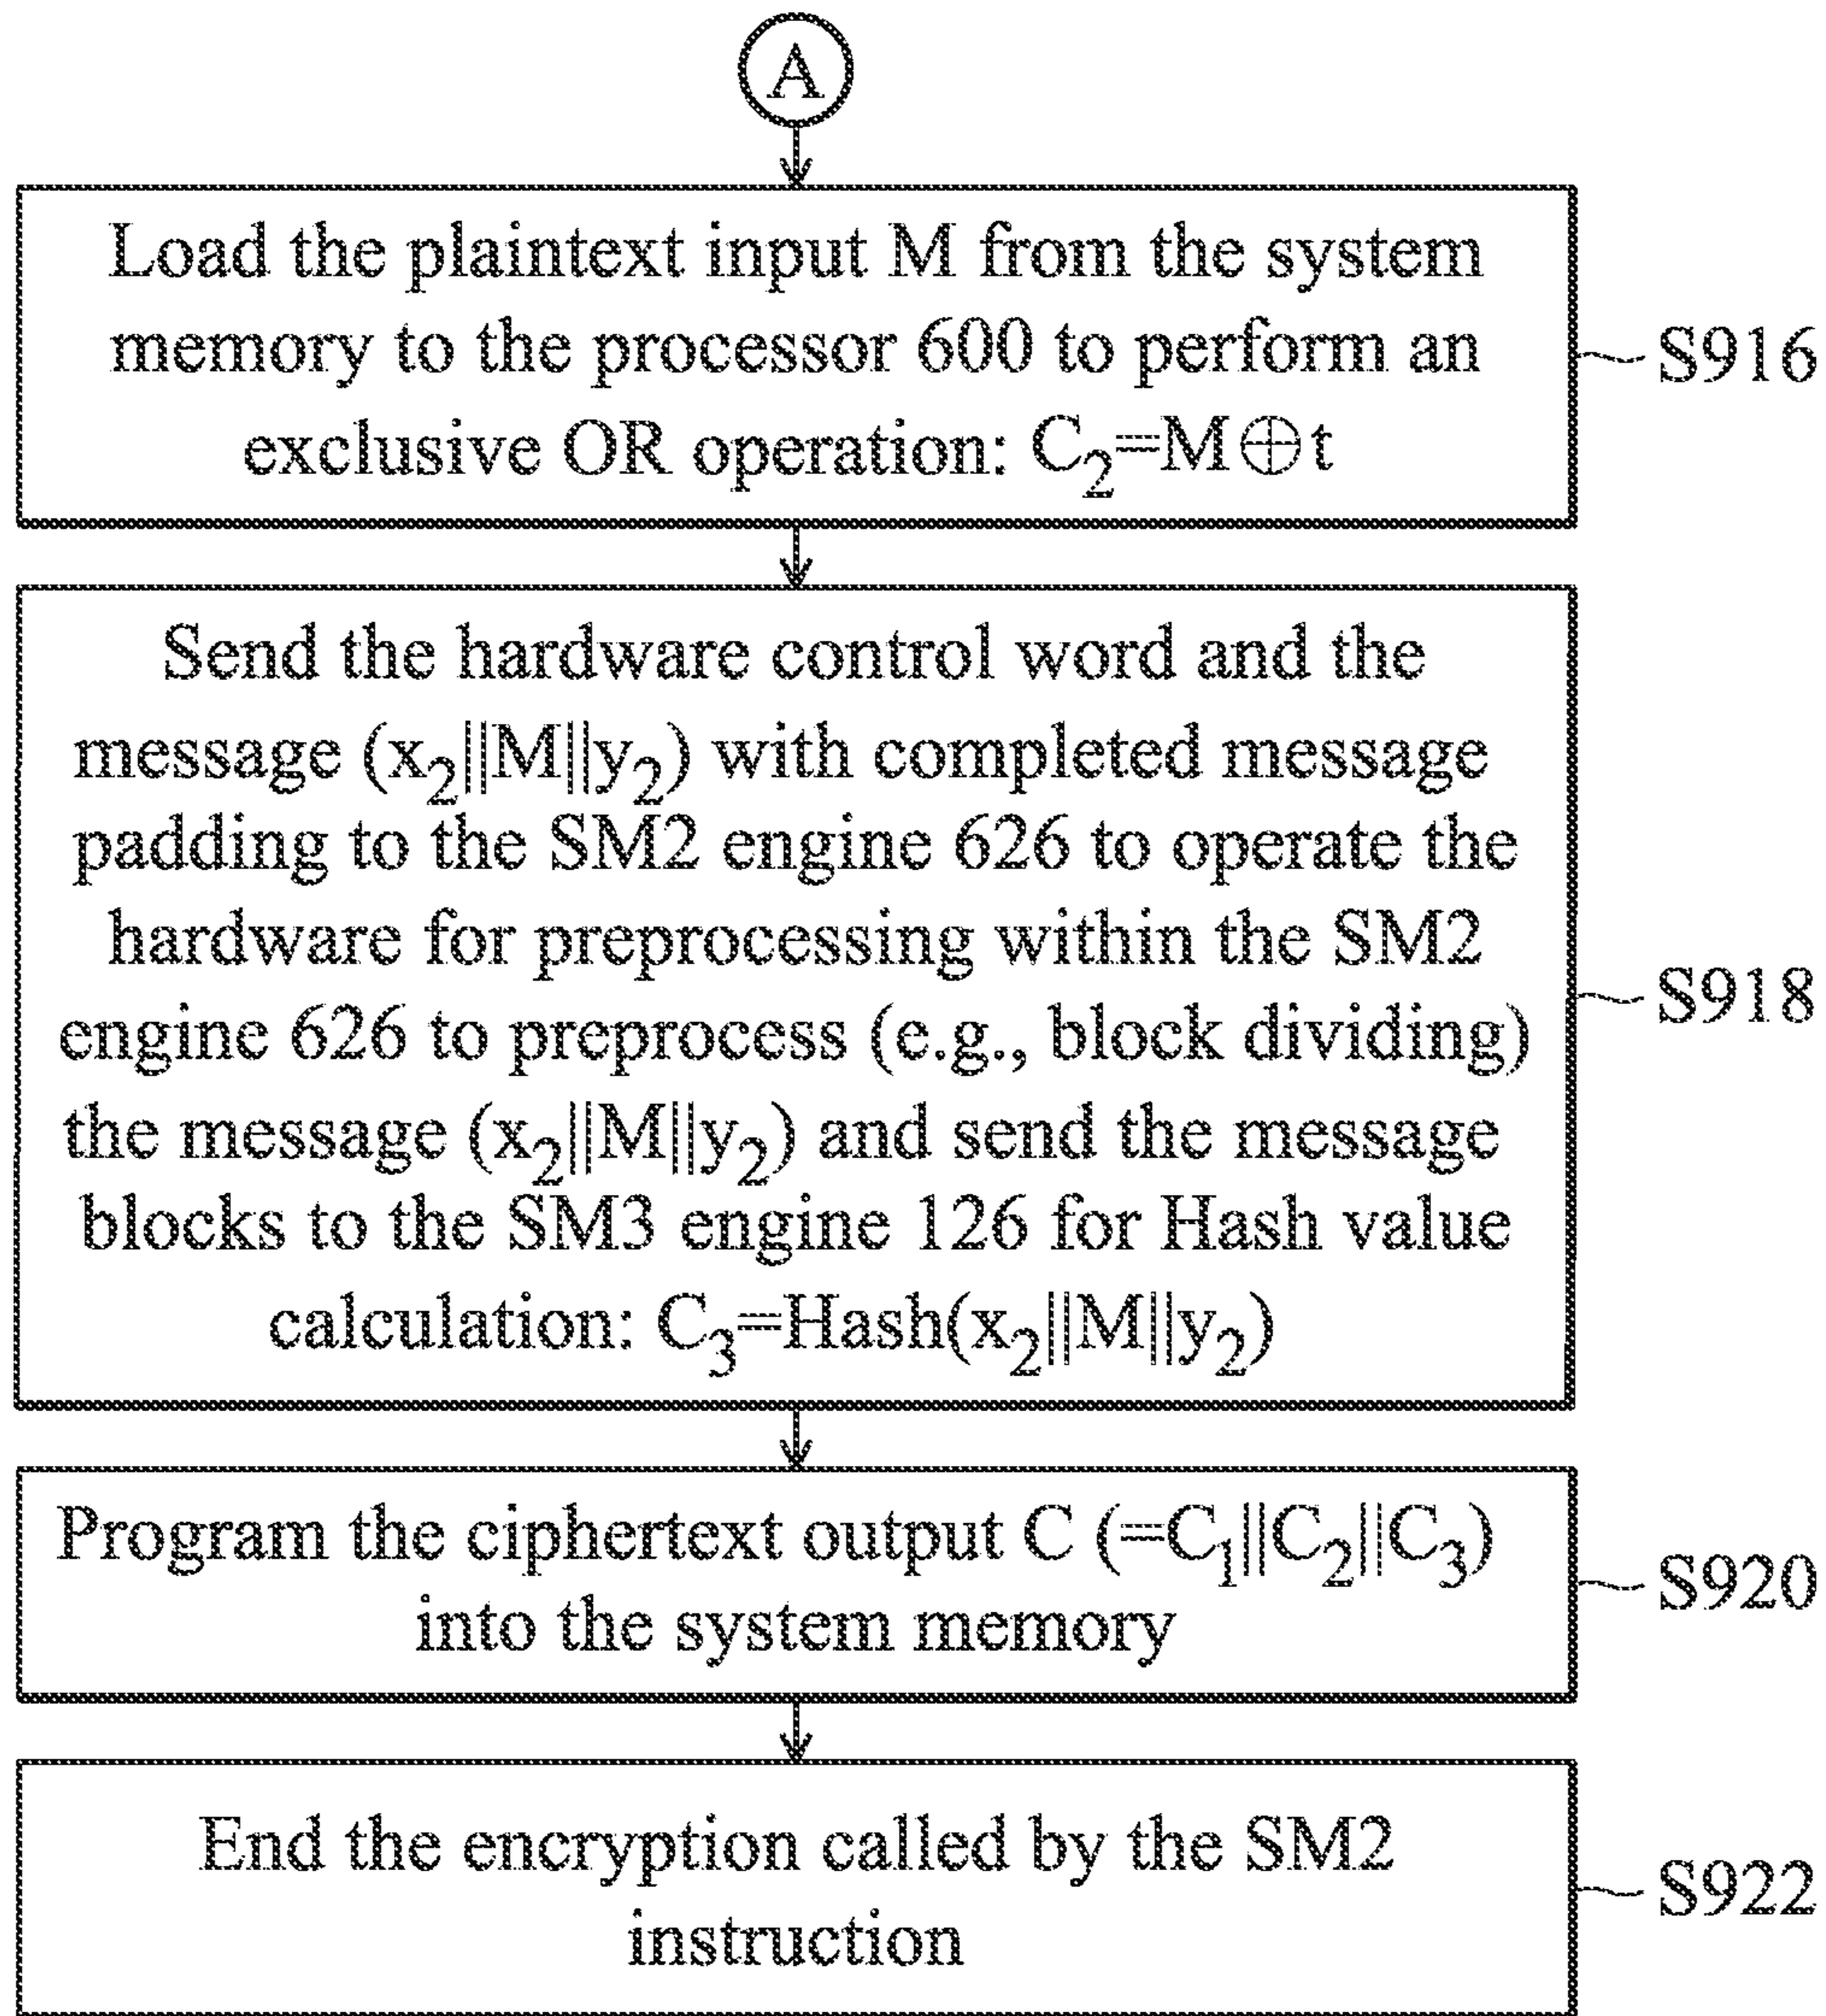 A
Load the plaintext input M from the system
memory to the processor 600 to perform an
exclusive OR operation: C₂=M⊕t
S916
Send the hardware control word and the
message (x₂||M||y₂) with completed message
padding to the SM2 engine 626 to operate the
hardware for preprocessing within the SM2
engine 626 to preprocess (e.g., block dividing)
the message (x₂||M||y₂) and send the message
blocks to the SM3 engine 126 for Hash value
calculation: C₃=Hash(x₂||M||y₂)
S918
Program the ciphertext output C (=C₁||C₂||C₃)
into the system memory
S920
End the encryption called by the SM2
instruction
S922